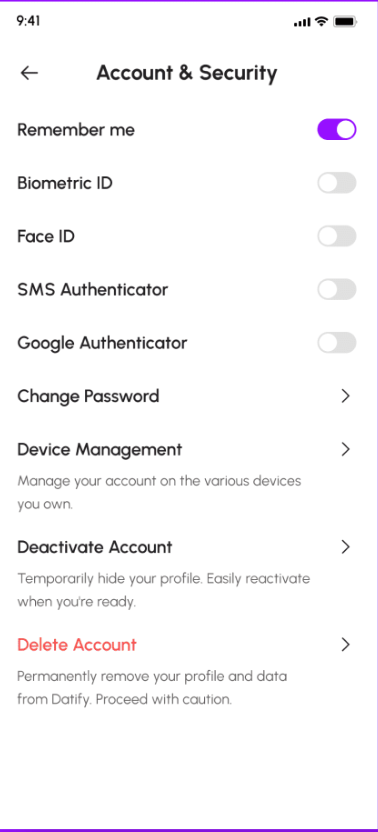 9:41
Account & Security
Remember me
Biometric ID
Face ID
SMS Authenticator
Google Authenticator
Change Password
Device Management
Manage your account on the various devices
you own.
Deactivate Account
Temporarily hide your profile. Easily reactivate
when you're ready.
Delete Account
Permanently remove your profile and data
from Datify. Proceed with caution.